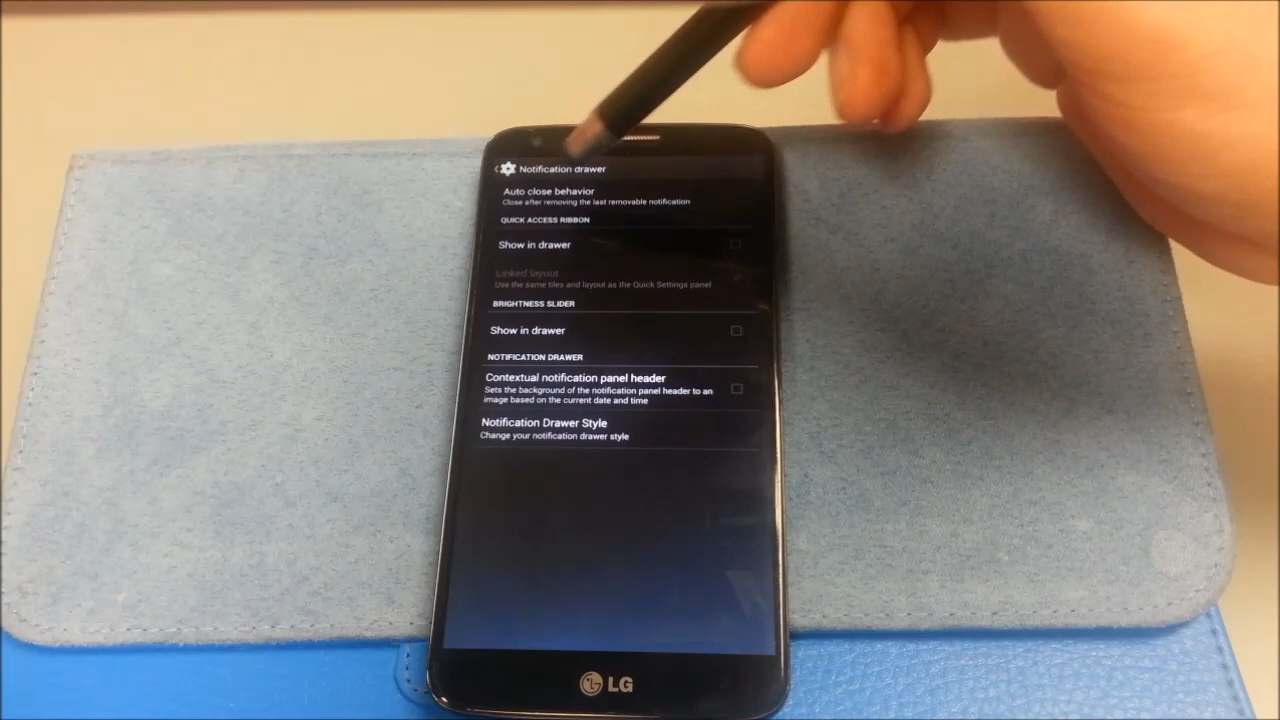 Notification drawer
Auto close behavior
Close after removing the last removable notification
QUICK ACCESS RIBBON
Show in drawer
Linked layout
Use the same tiles and layout as the Quick Settings panel
BRIGHTNESS SLIDER
Show in drawer
NOTIFICATION DRAWER
Contextual notification panel header
Sets the background of the notification panel header to an
image based on the current date and time
Notification Drawer Style
Change your notification drawer style
LG